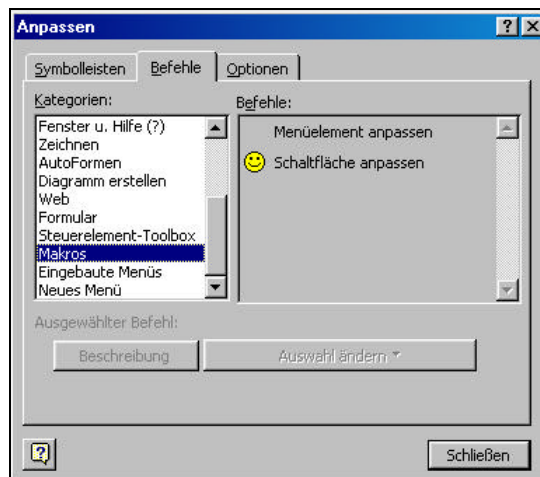 Anpassen
Symbolleisten Befehle Optionen
Kategorien: Befehle:
Fenster u. Hilfe (?)
Zeichnen
AutoFormen
Diagramm erstellen
Web
Formular
Steuerelement-Toolbox
Makros
Eingebaute Menüs
Neues Menü
Menüelement anpassen
Schaltfläche anpassen
Ausgewählter Befehl:
Beschreibung Auswahl ändern
Schließen